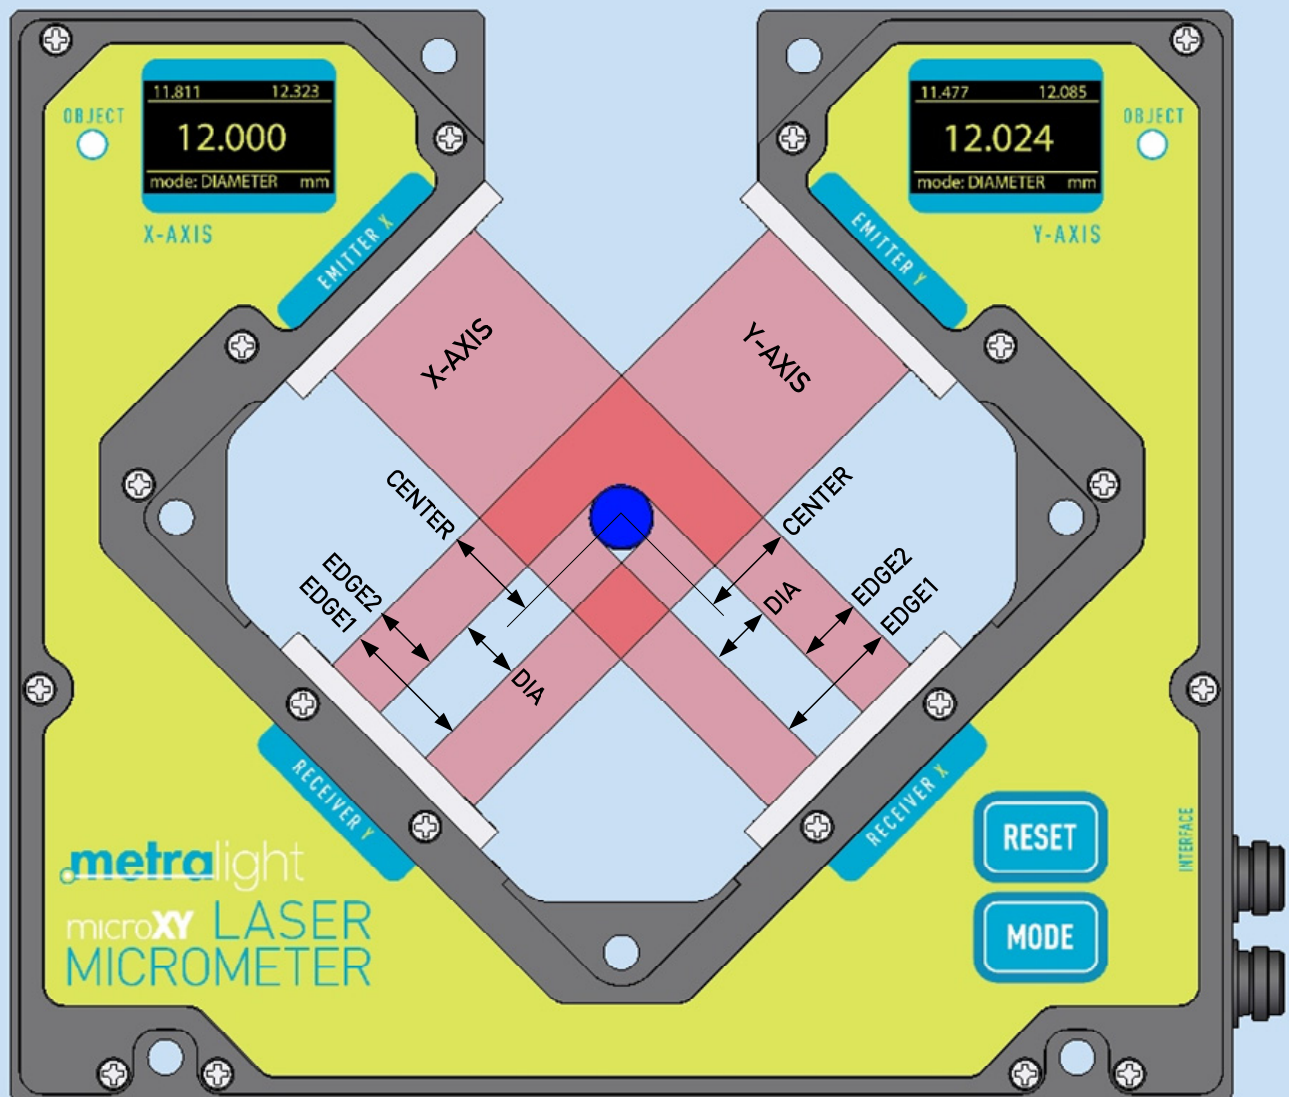 11.811 12.323
12.000
mode: DIAMETER mm
OBJECT
X-AXIS
EMITTER X
11.477 12.085
12.024
mode: DIAMETER mm
OBJECT
Y-AXIS
EMITTER Y
X-AXIS
Y-AXIS
CENTER
CENTER
EDGE2
EDGE1
DIA
DIA
EDGE2
EDGE1
RECEIVER Y
RECEIVER X
metralight
microXY LASER
MICROMETER
RESET
MODE
INTERFACE